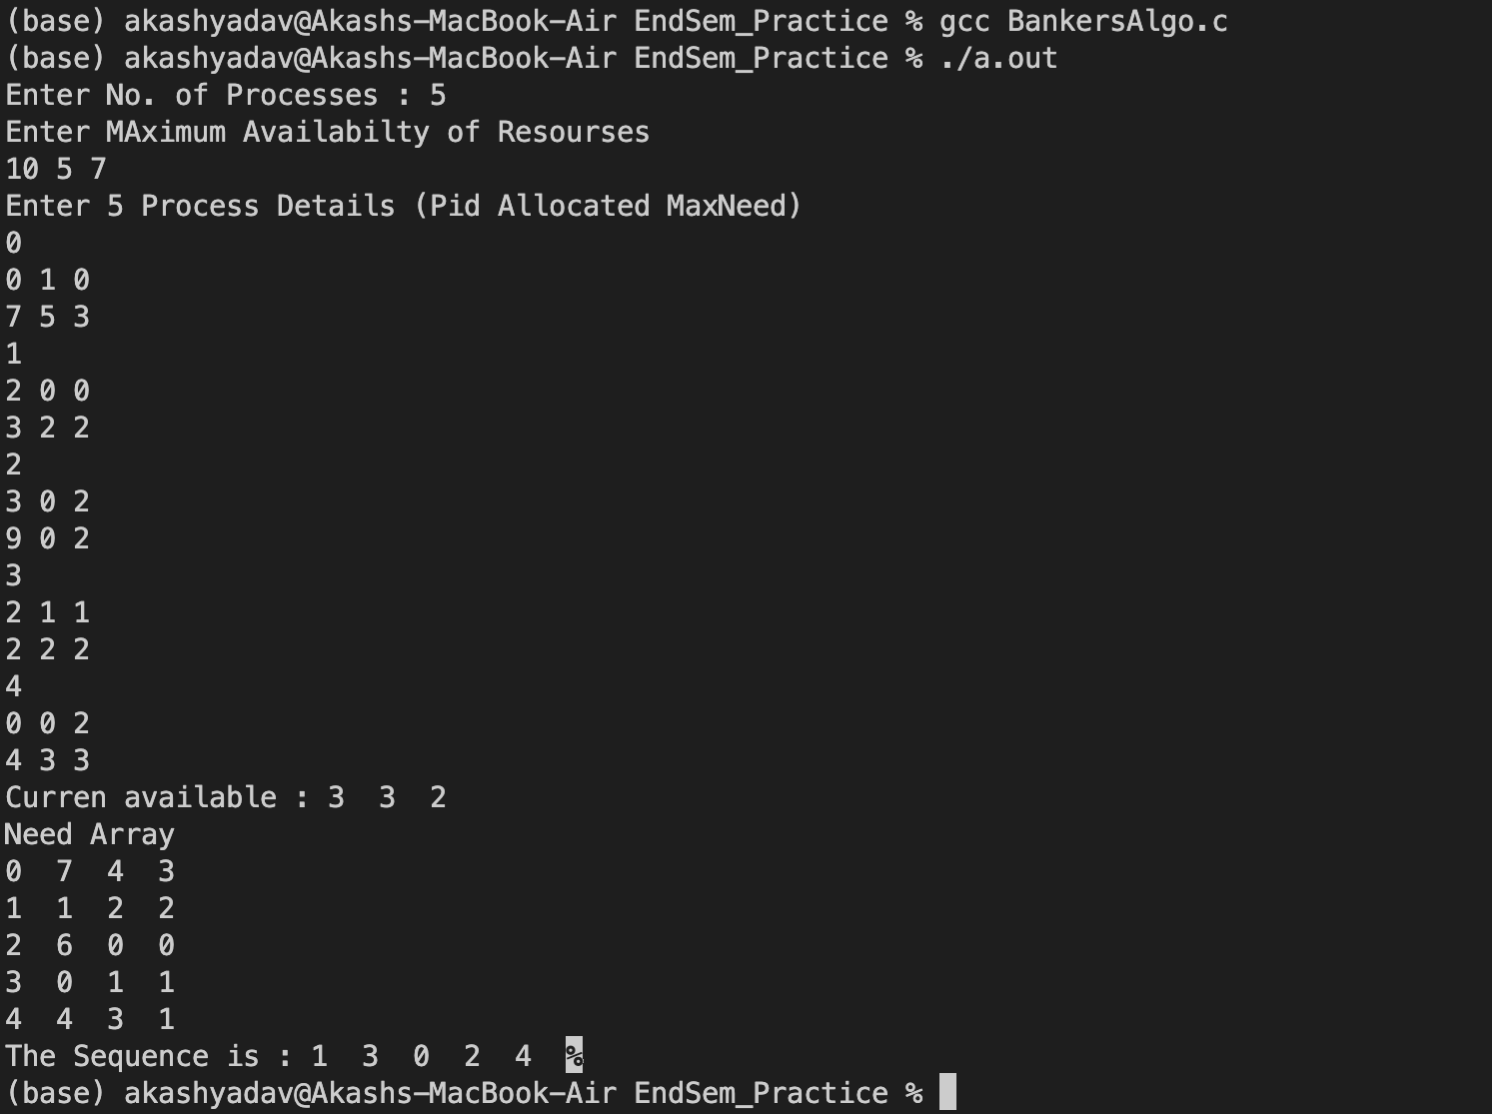 (base) akashyadav@Akashs-MacBook-Air EndSem_Practice % gcc BankersAlgo.c
(base) akashyadav@Akashs-MacBook-Air EndSem_Practice % ./a.out
Enter No. of Processes : 5
Enter MAximum Availabilty of Resourses
10 5 7
Enter 5 Process Details (Pid Allocated MaxNeed)
0
0 1 0
7 5 3
1
2 0 0
3 2 2
2
3 0 2
9 0 2
3
2 1 1
2 2 2
4
0 0 2
4 3 3
Curren available : 3  3  2
Need Array
0  7  4  3
1  1  2  2
2  6  0  0
3  0  1  1
4  4  3  1
The Sequence is : 1  3  0  2  4  %
(base) akashyadav@Akashs-MacBook-Air EndSem_Practice %